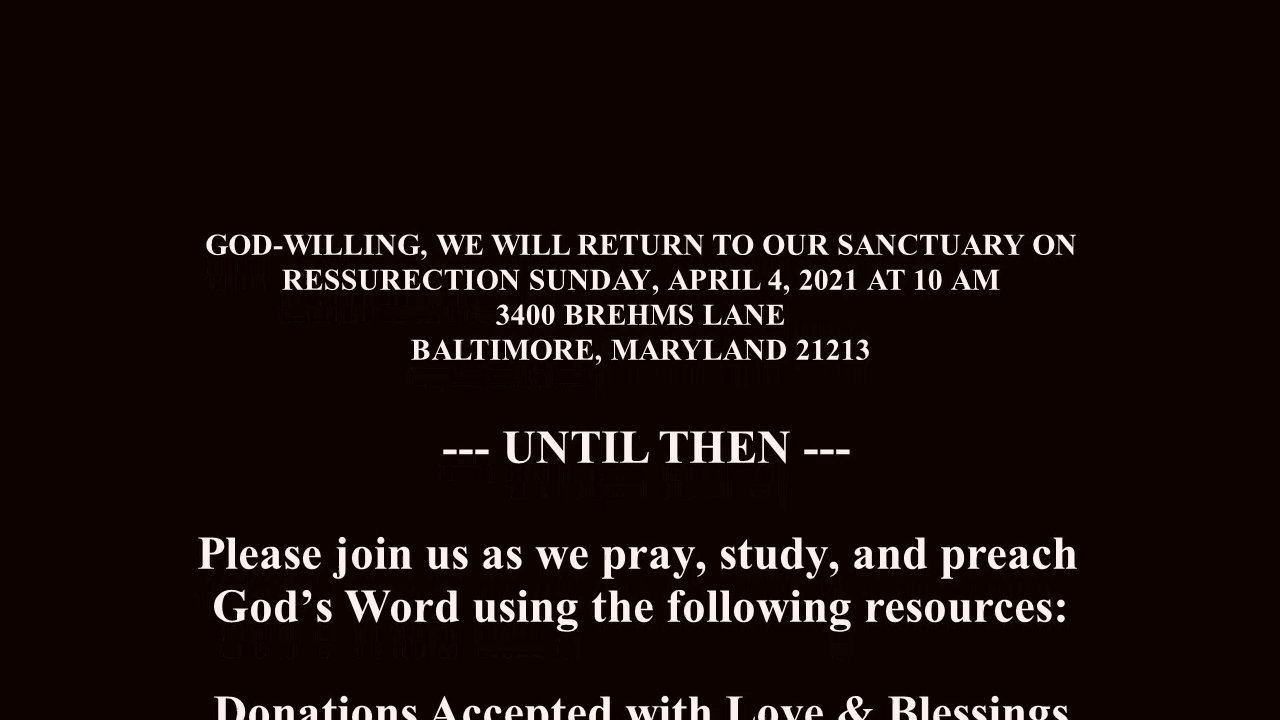 GOD-WILLING, WE WILL RETURN TO OUR SANCTUARY ON
RESSURECTION SUNDAY, APRIL 4, 2021 AT 10 AM
3400 BREHMS LANE
BALTIMORE, MARYLAND 21213
--- UNTIL THEN ---
Please join us as we pray, study, and preach
God’s Word using the following resources:
Donations Accepted with Love & Blessings